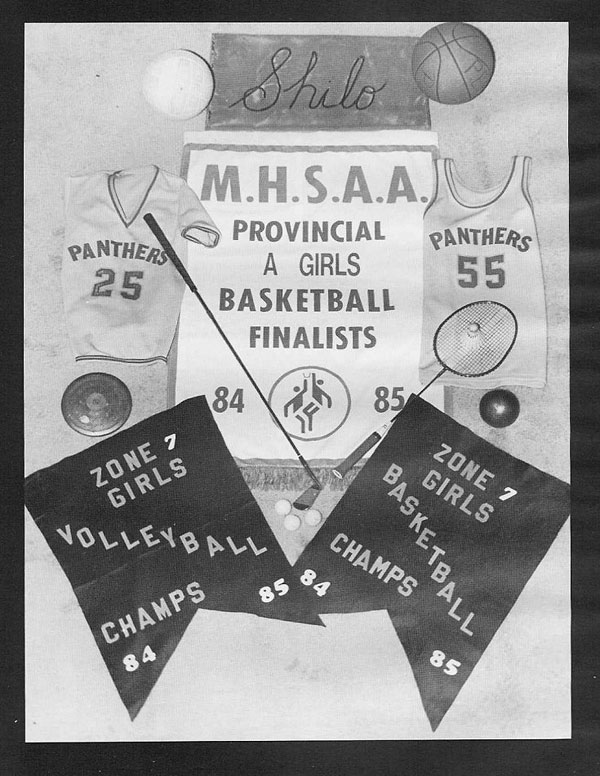 Shilo
M.H.S.A.A.
PROVINCIAL
A GIRLS
BASKETBALL
FINALISTS
84 85
PANTHERS
25
PANTHERS
55
ZONE 7
GIRLS
VOLLEYBALL
CHAMPS
84 85
ZONE 7
GIRLS
BASKETBALL
CHAMPS
84 85